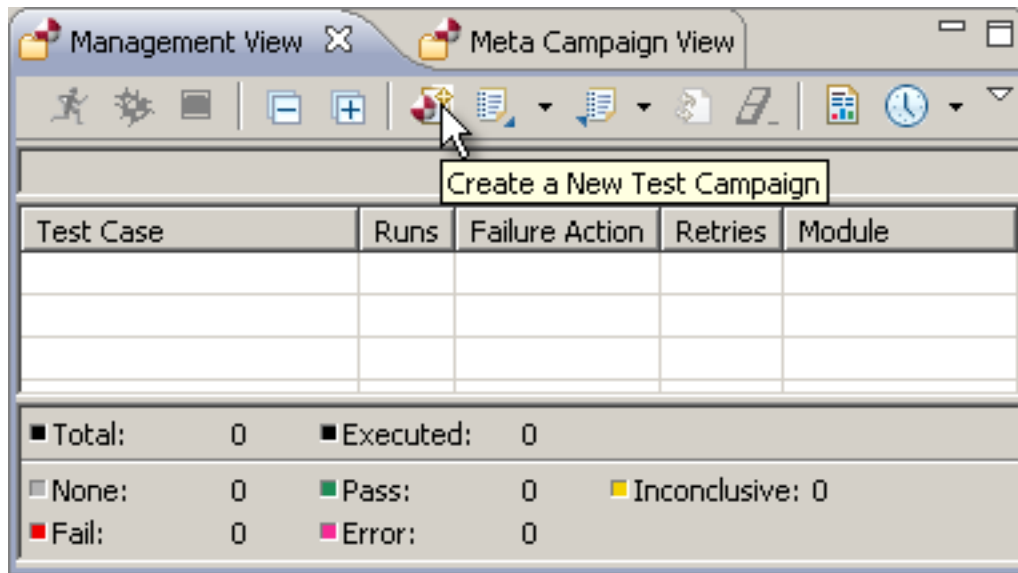 Management View Meta Campaign View
Create a New Test Campaign
Test Case Runs Failure Action Retries Module
Total: 0 Executed: 0
None: 0 Pass: 0 Inconclusive: 0
Fail: 0 Error: 0